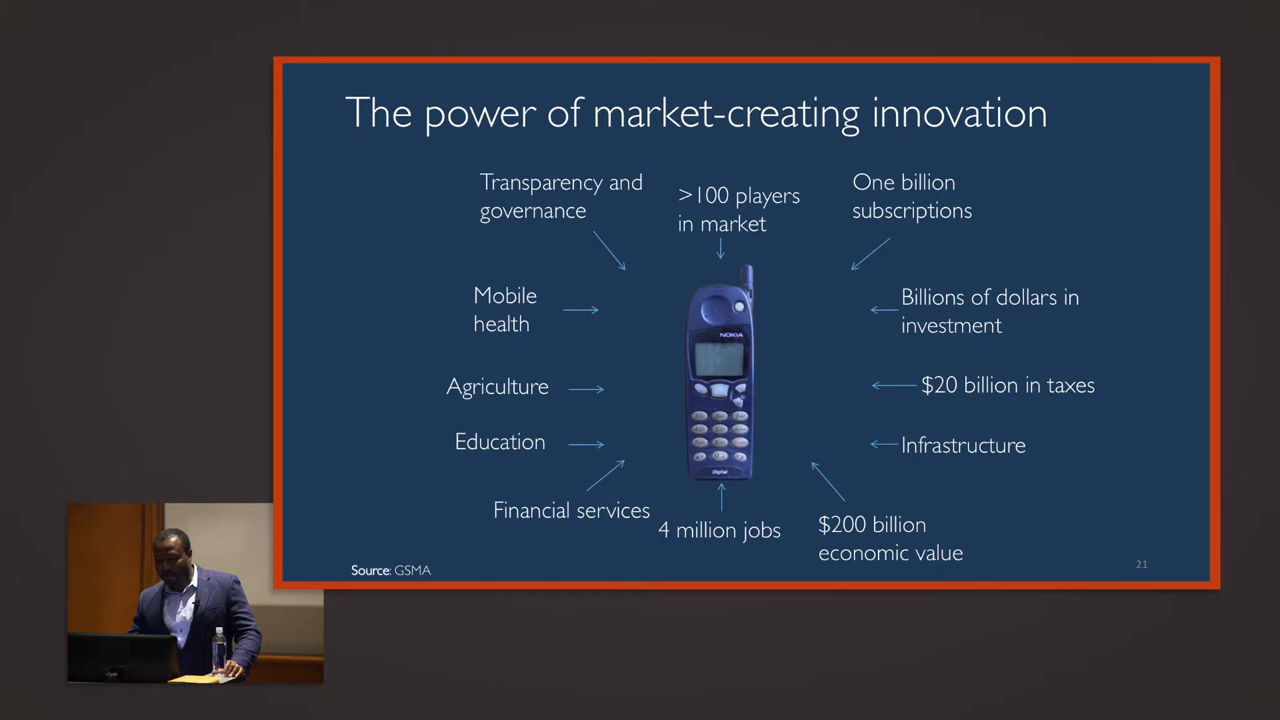 The power of market-creating innovation
Transparency and
governance
>100 players
in market
One billion
subscriptions
Mobile
health
Billions of dollars in
investment
NOKIA
Agriculture
$20 billion in taxes
Education
Infrastructure
Digital
Financial services
4 million jobs
$200 billion
economic value
Source: GSMA
21